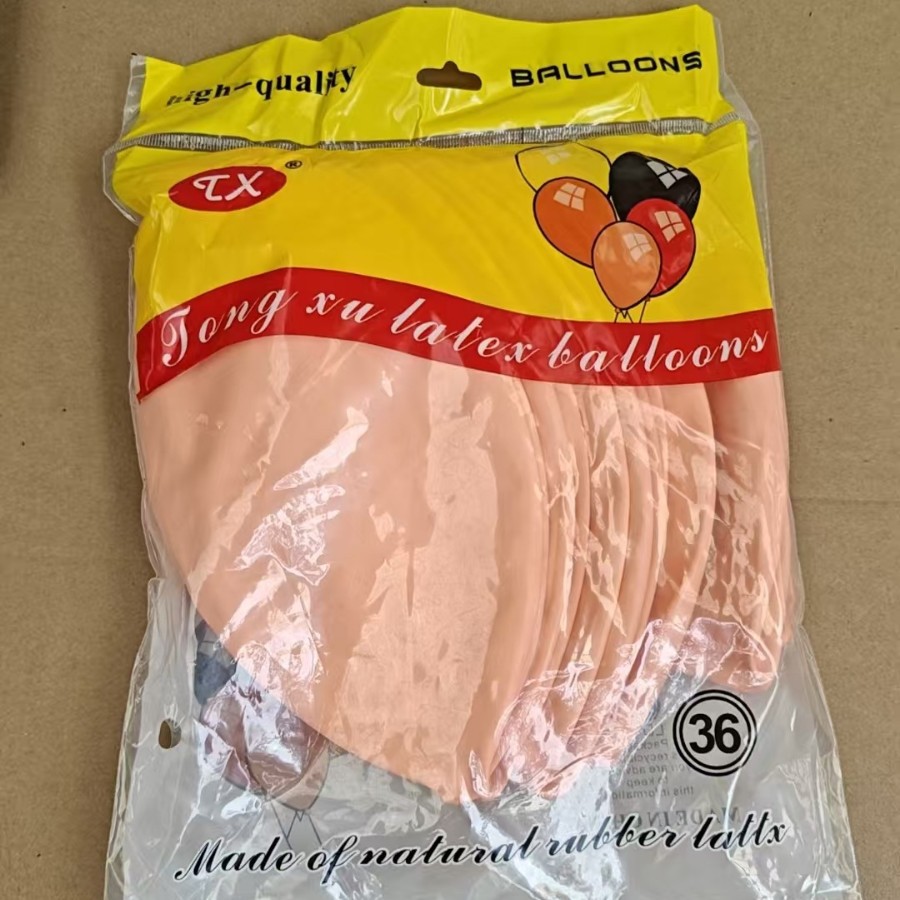 high-quality
BALLOONS
TX®
Tong xu latex balloons
36
Made of natural rubber lattx